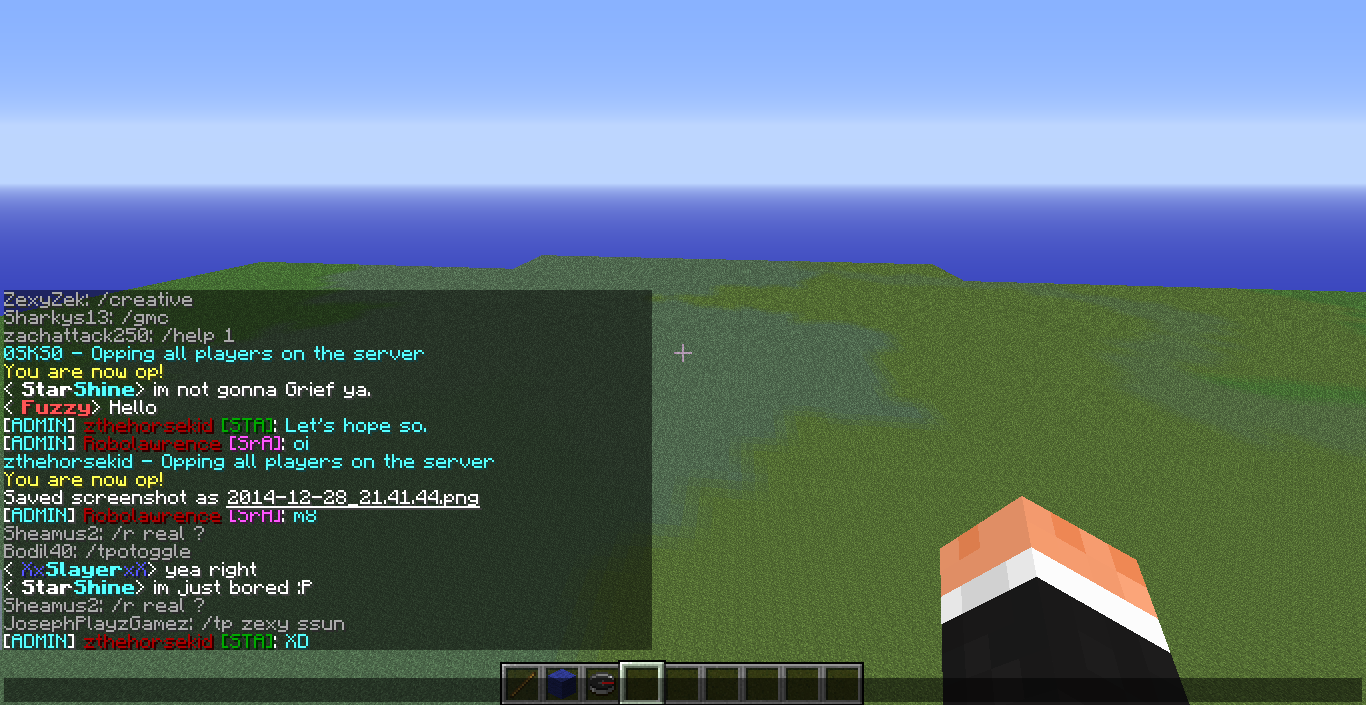 ZexyZek: /creative
Sharkys13: /gmc
zachattack250: /help 1
0SKS0 - Opping all players on the server
You are now op!
< StarShine> im not gonna Grief ya.
< Fuzzy> Hello
[ADMIN] zthehorsekid [STA]: Let's hope so.
[ADMIN] Robolawrence [SrA]: oi
zthehorsekid - Opping all players on the server
You are now op!
Saved screenshot as 2014-12-28_21.41.44.png
[ADMIN] Robolawrence [SrA]: m8
Sheamus2: /r real ?
Bodil40: /tpotoggle
< XxSlayerxX> yea right
< StarShine> im just bored :P
Sheamus2: /r real ?
JosephPlayzGamez: /tp zexy ssun
[ADMIN] zthehorsekid [STA]: XD